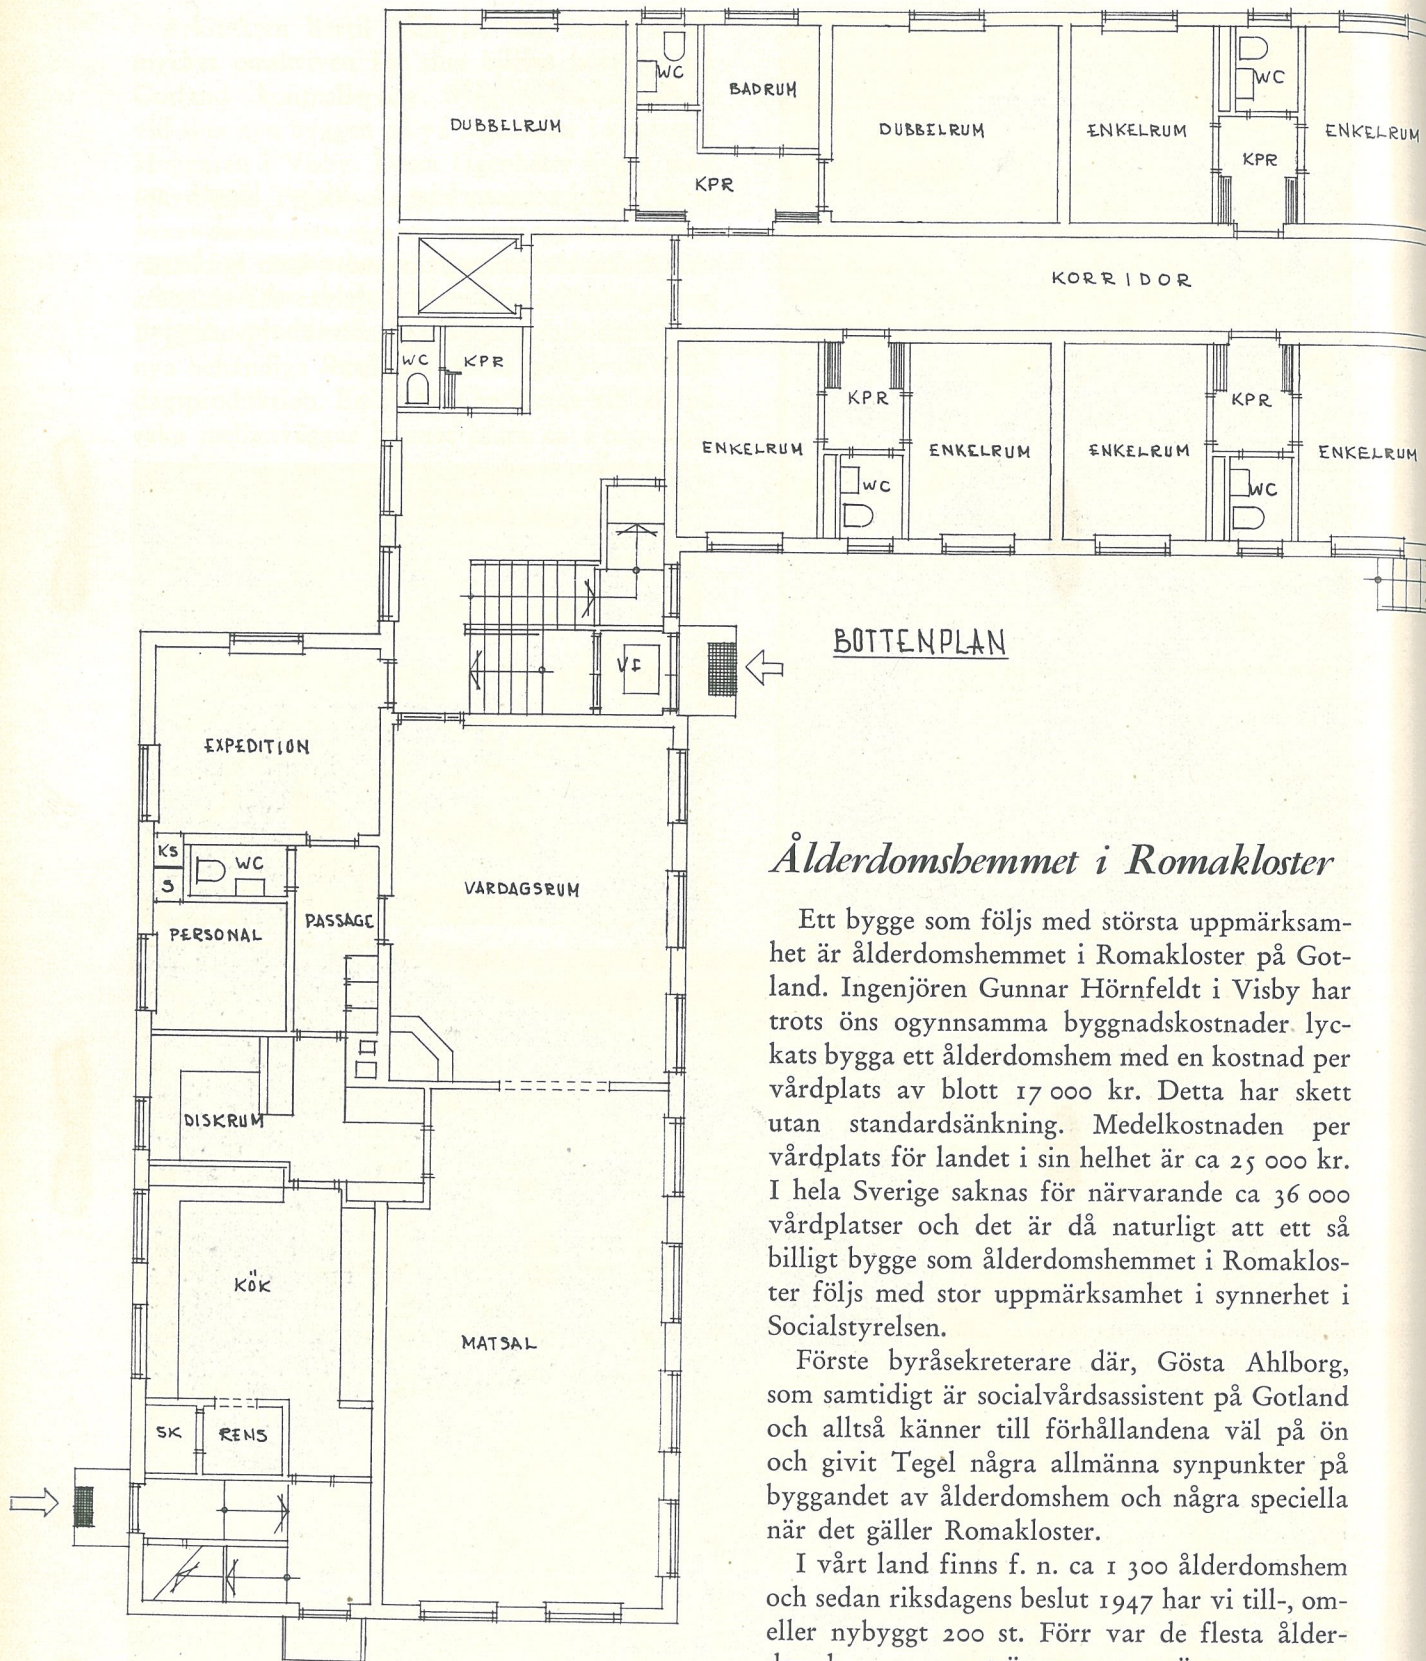 WC
BADRUM
DUBBELRUM
DUBBELRUM
ENKELRUM
WC
ENKELRUM
KPR
KPR
KORRIDOR
WC
KPR
KPR
KPR
ENKELRUM
ENKELRUM
ENKELRUM
ENKELRUM
WC
WC
VF
BOTTENPLAN
EXPEDITION
KS
WC
S
VARDAGSRUM
PASSAGE
PERSONAL
DISKRUM
KÖK
MATSAL
SK
RENS
Ålderdomshemmet i Romakloster
Ett bygge som följs med största uppmärksam-
het är ålderdomshemmet i Romakloster på Got-
land. Ingenjören Gunnar Hörnfeldt i Visby har
trots öns ogynnsamma byggnadskostnader lyc-
kats bygga ett ålderdomshem med en kostnad per
vårdplats av blott 17 000 kr. Detta har skett
utan standardsänkning. Medelkostnaden per
vårdplats för landet i sin helhet är ca 25 000 kr.
I hela Sverige saknas för närvarande ca 36 000
vårdplatser och det är då naturligt att ett så
billigt bygge som ålderdomshemmet i Romaklos-
ter följs med stor uppmärksamhet i synnerhet i
Socialstyrelsen.
Förste byråsekreterare där, Gösta Ahlborg,
som samtidigt är socialvårdsassistent på Gotland
och alltså känner till förhållandena väl på ön
och givit Tegel några allmänna synpunkter på
byggandet av ålderdomshem och några speciella
när det gäller Romakloster.
I vårt land finns f. n. ca 1 300 ålderdomshem
och sedan riksdagens beslut 1947 har vi till-, om-
eller nybyggt 200 st. Förr var de flesta ålder-